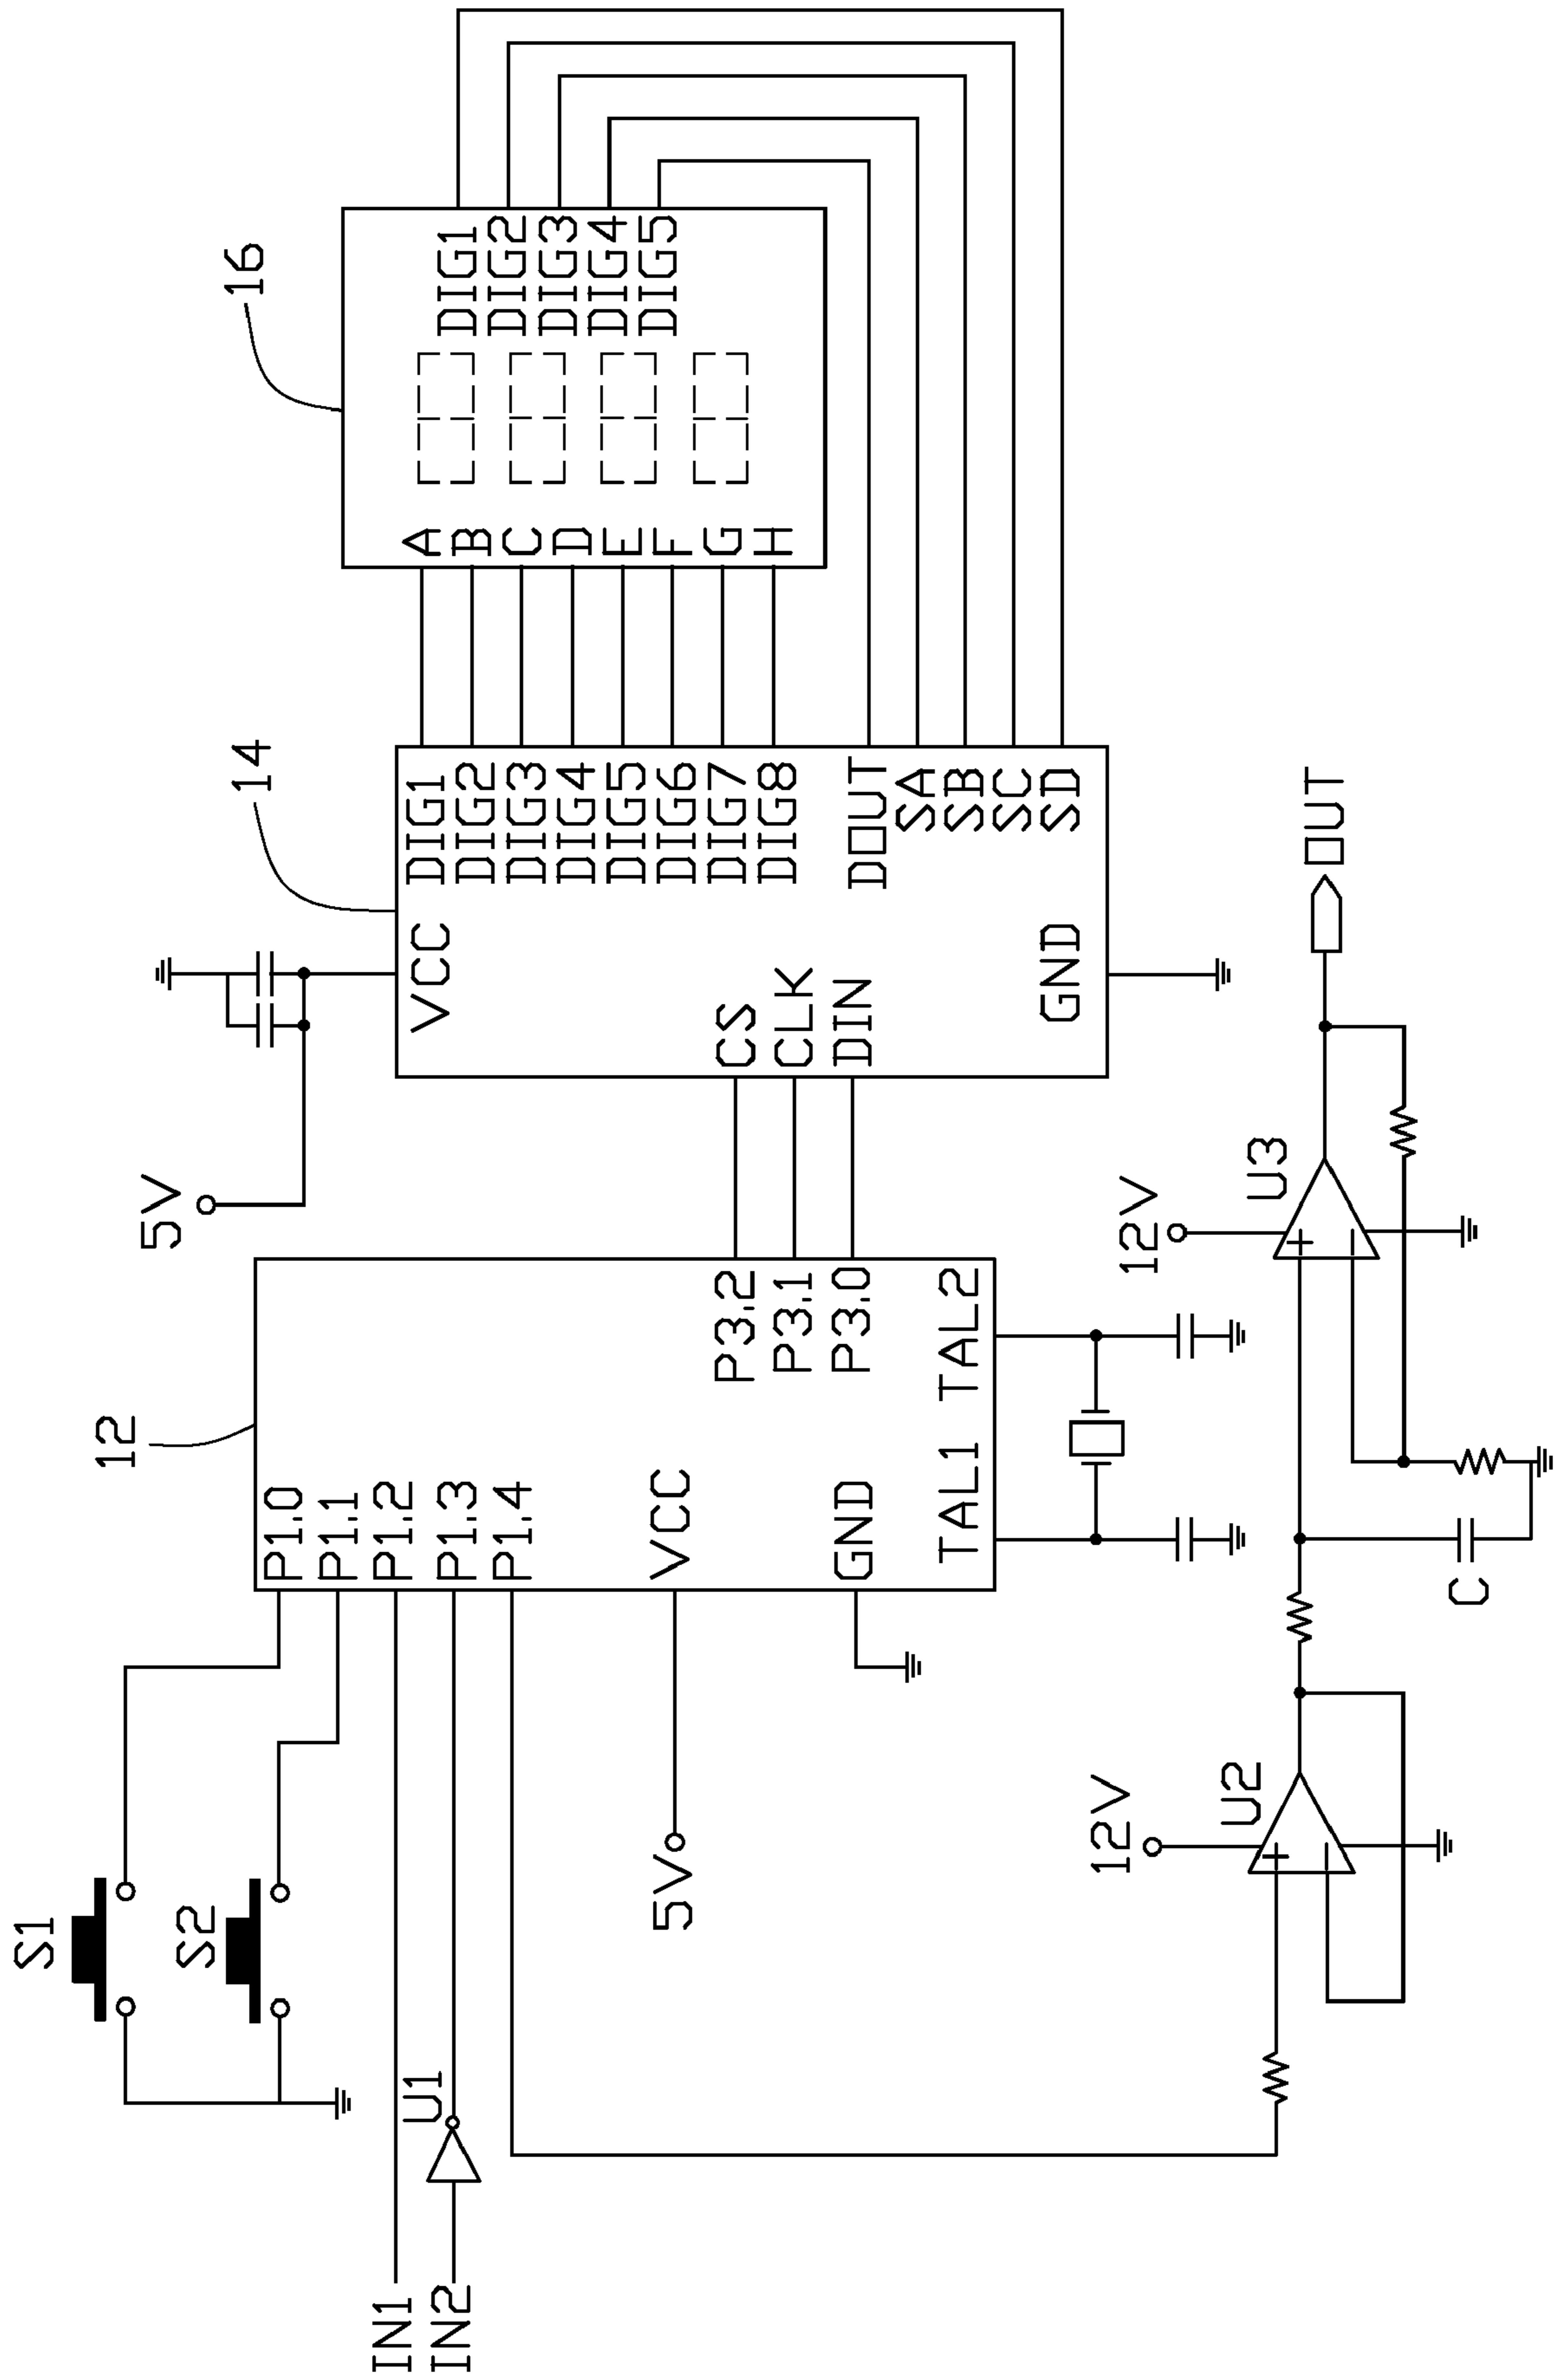 S1
S2
IN1
IN2
U1
12
P1.0
P1.1
P1.2
P1.3
P1.4
VCC
GND
P3.2
P3.1
P3.0
TAL1 TAL2
5V
5V
14
VCC
CS
CLK
DIN
GND
DIG1
DIG2
DIG3
DIG4
DIG5
DIG6
DIG7
DIG8
DOUT
SA
SB
SC
SD
16
A
B
C
D
E
F
G
H
DIG1
DIG2
DIG3
DIG4
DIG5
12V
U2
C
12V
U3
OUT